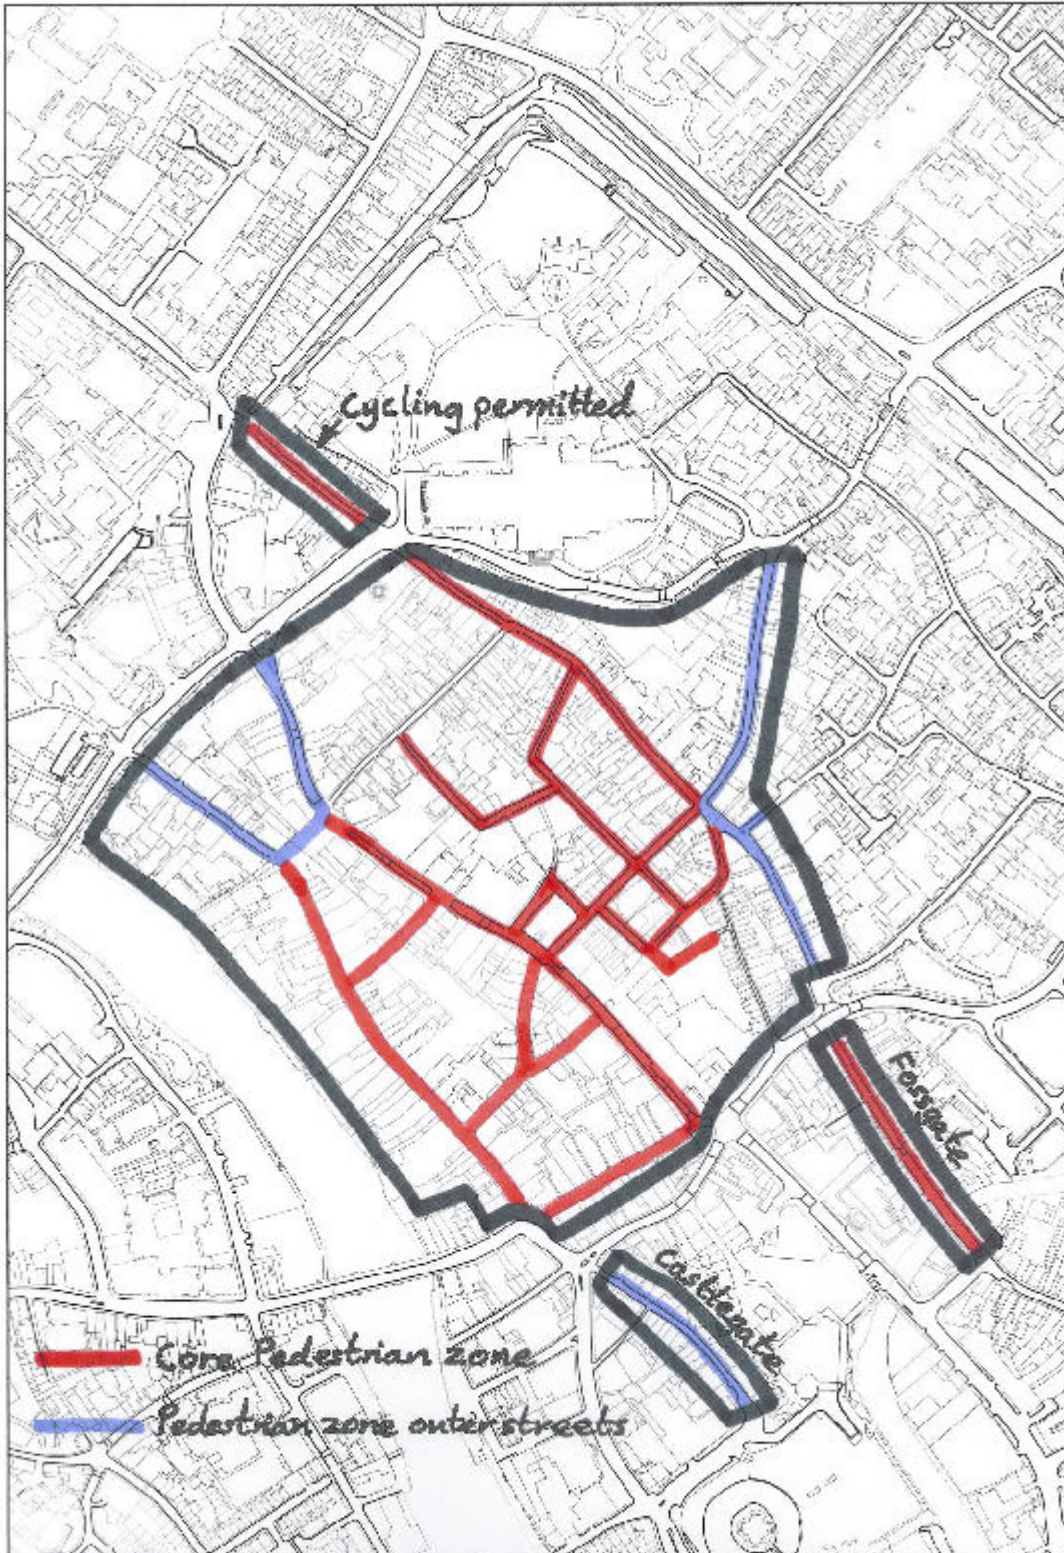 Cycling permitted
Fossgate
Castlegate
Core Pedestrian zone
Pedestrian zone outer streets